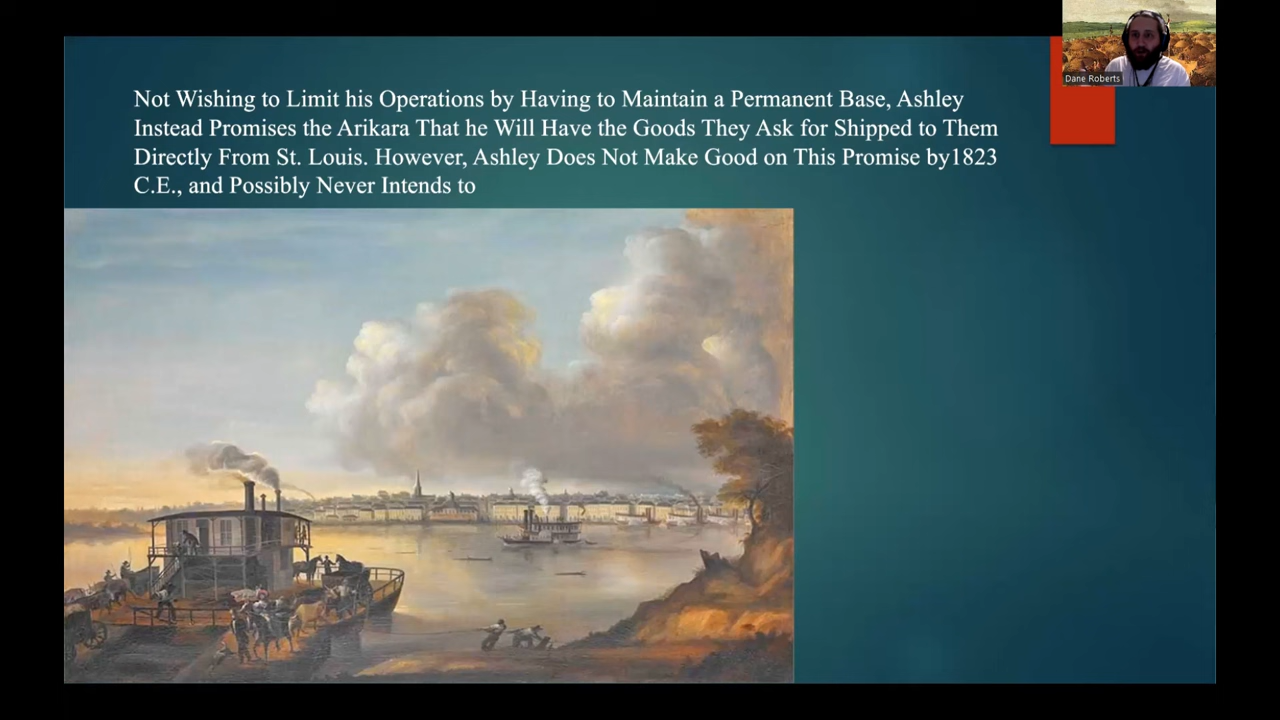 Not Wishing to Limit his Operations by Having to Maintain a Permanent Base, Ashley
Instead Promises the Arikara That he Will Have the Goods They Ask for Shipped to Them
Directly From St. Louis. However, Ashley Does Not Make Good on This Promise by1823
C.E., and Possibly Never Intends to
Dane Roberts